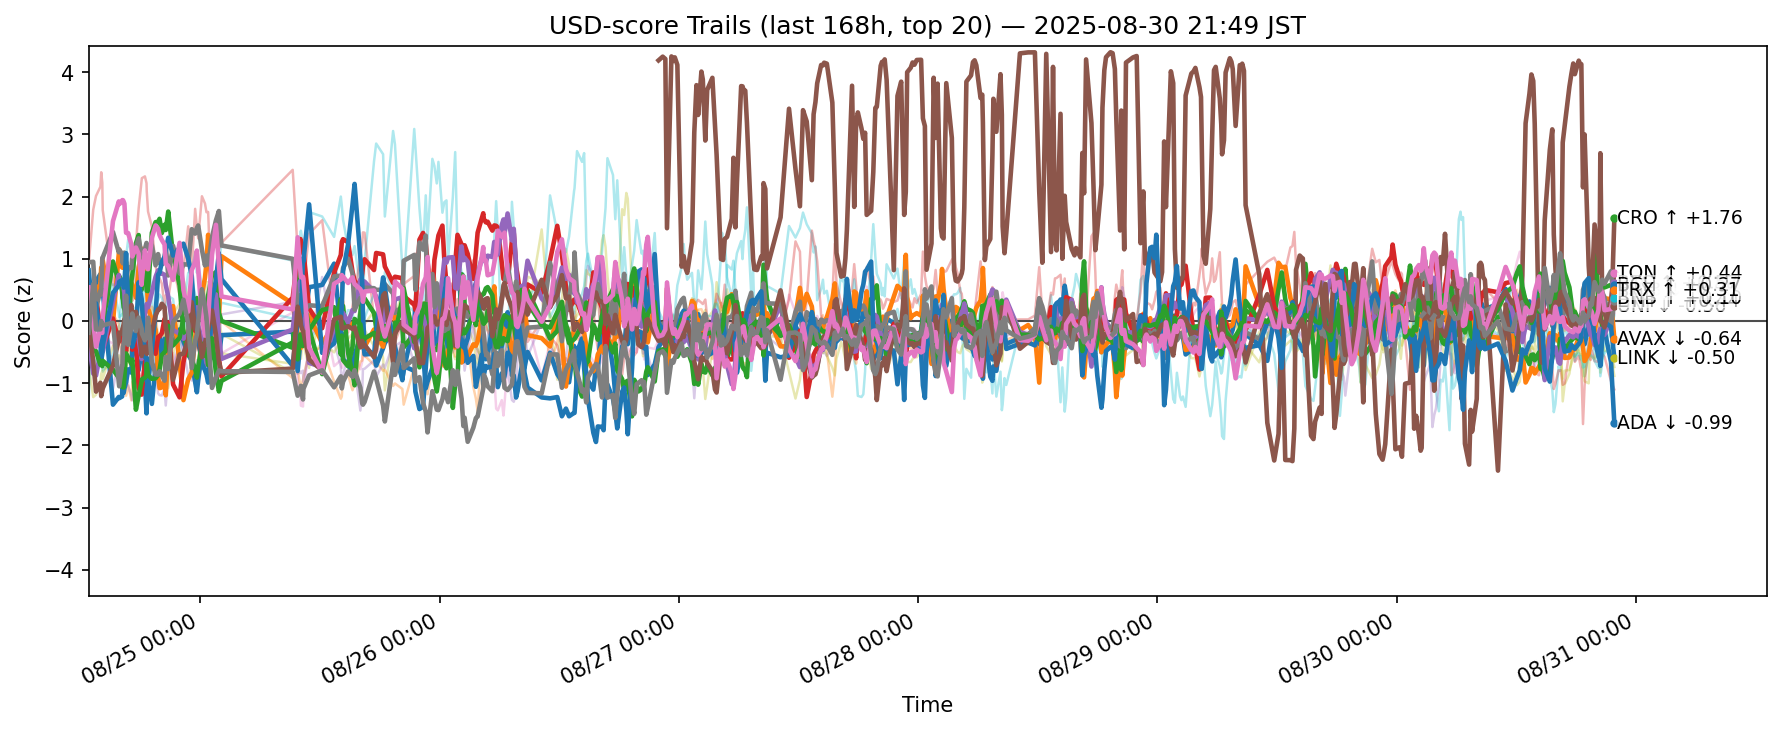 USD-score Trails (last 168h, top 20) — 2025-08-30 21:49 JST
Score (z)
4
3
2
1
0
−1
−2
−3
−4
CRO ↑ +1.76
TON ↑ +0.44
TRX ↑ +0.31
AVAX ↓ -0.64
LINK ↓ -0.50
ADA ↓ -0.99
08/25 00:00
08/26 00:00
08/27 00:00
08/28 00:00
08/29 00:00
08/30 00:00
08/31 00:00
Time